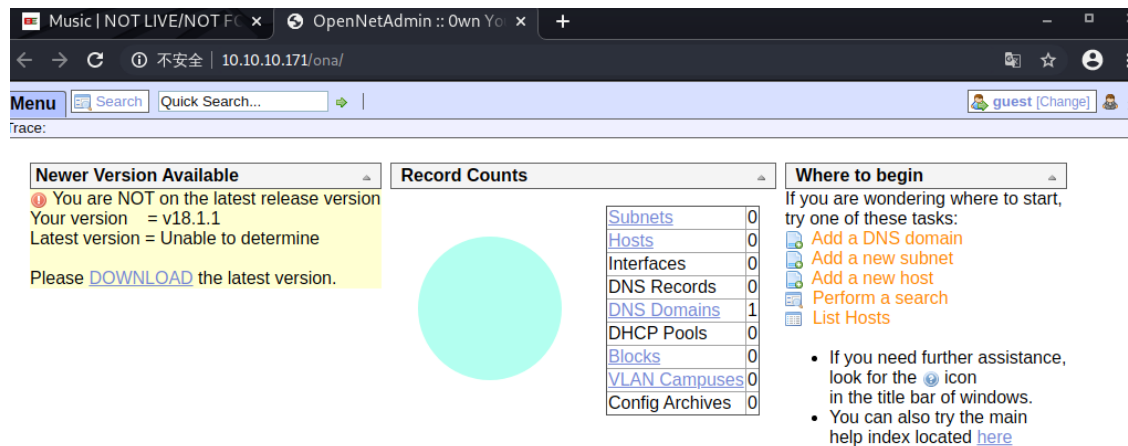 Music | NOT LIVE/NOT FO
OpenNetAdmin :: 0wn Yo
不安全 | 10.10.10.171/ona/
Menu
Search
Quick Search...
guest [Change]
Trace:
Newer Version Available
You are NOT on the latest release version
Your version = v18.1.1
Latest version = Unable to determine
Please DOWNLOAD the latest version.
Record Counts
Subnets 0
Hosts 0
Interfaces 0
DNS Records 0
DNS Domains 1
DHCP Pools 0
Blocks 0
VLAN Campuses 0
Config Archives 0
Where to begin
If you are wondering where to start,
try one of these tasks:
Add a DNS domain
Add a new subnet
Add a new host
Perform a search
List Hosts
• If you need further assistance,
look for the icon
in the title bar of windows.
• You can also try the main
help index located here